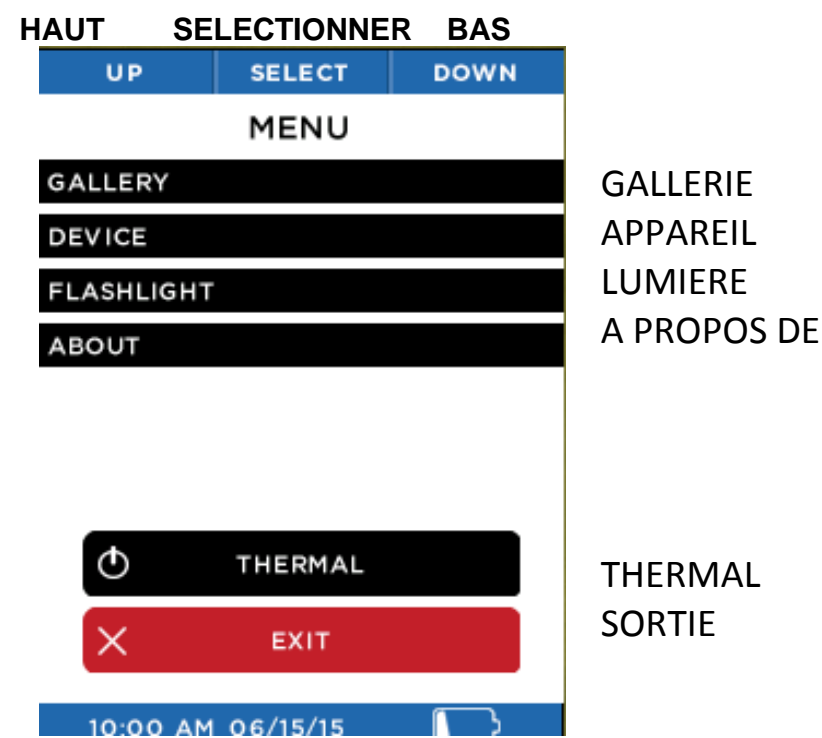 HAUT SELECTIONNER BAS
UP SELECT DOWN
MENU
GALLERY GALLERIE
DEVICE APPAREIL
FLASHLIGHT LUMIERE
ABOUT A PROPOS DE
THERMAL THERMAL
EXIT SORTIE
10:00 AM 06/15/15